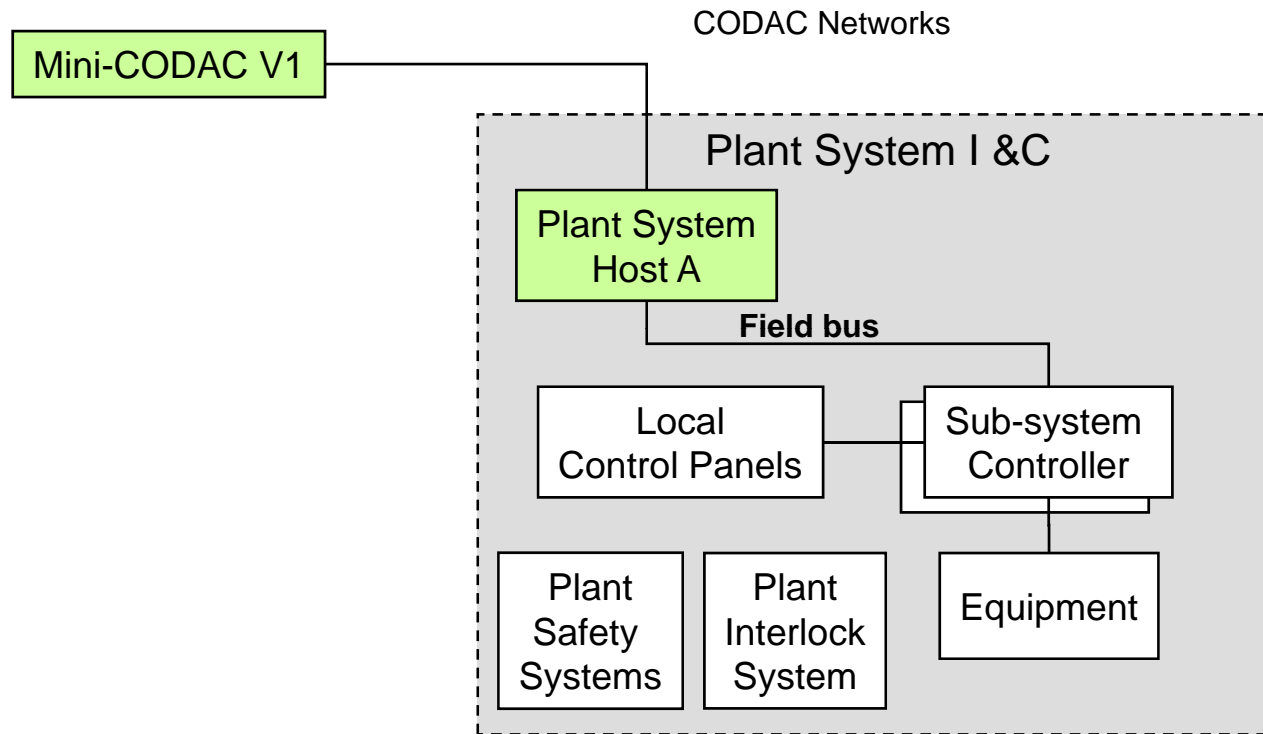 CODAC Networks
Mini-CODAC V1
Plant System I &C
Plant System
Host A
Field bus
Local
Control Panels
Sub-system
Controller
Plant
Safety
Systems
Plant
Interlock
System
Equipment